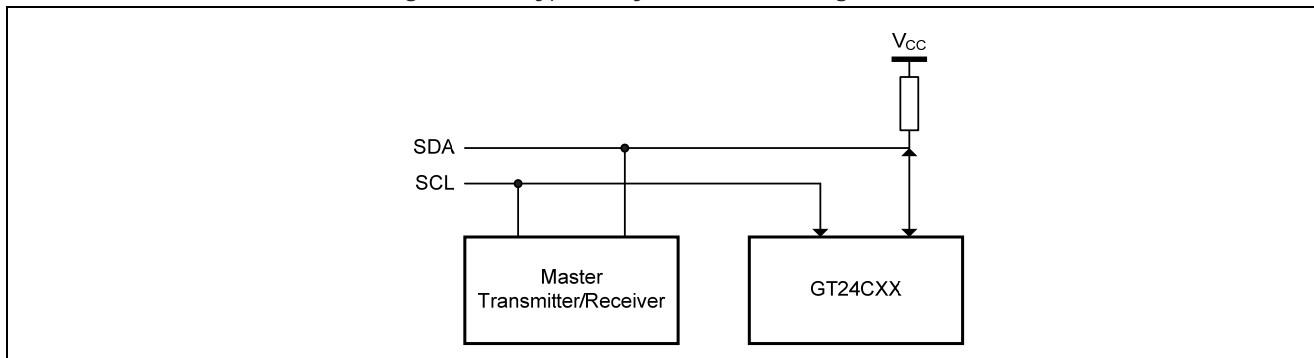 VCC
SDA
SCL
Master
Transmitter/Receiver
GT24CXX